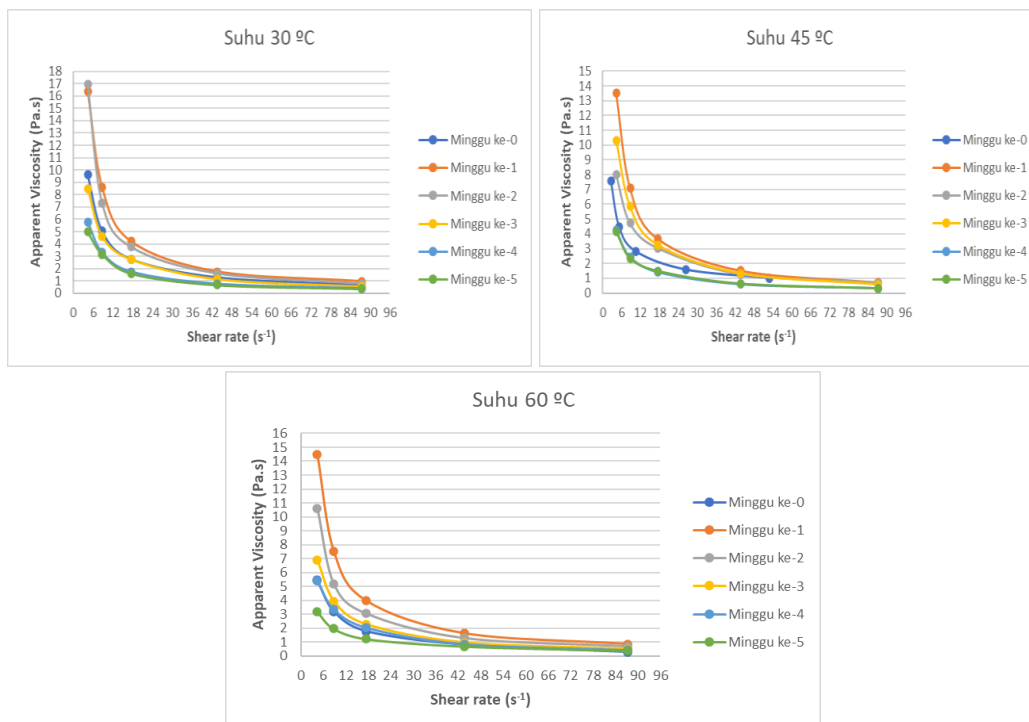 Suhu 30 ºC
Apparent Viscosity (Pa.s)
18
17
16
15
14
13
12
11
10
9
8
7
6
5
4
3
2
1
0
0 6 12 18 24 30 36 42 48 54 60 66 72 78 84 90 96
Shear rate (s⁻¹)
Minggu ke-0
Minggu ke-1
Minggu ke-2
Minggu ke-3
Minggu ke-4
Minggu ke-5
Suhu 45 ºC
Apparent Viscosity (Pa.s)
15
14
13
12
11
10
9
8
7
6
5
4
3
2
1
0
0 6 12 18 24 30 36 42 48 54 60 66 72 78 84 90 96
Shear rate (s⁻¹)
Minggu ke-0
Minggu ke-1
Minggu ke-2
Minggu ke-3
Minggu ke-4
Minggu ke-5
Suhu 60 ºC
Apparent Viscosity (Pa.s)
16
15
14
13
12
11
10
9
8
7
6
5
4
3
2
1
0
0 6 12 18 24 30 36 42 48 54 60 66 72 78 84 90 96
Shear rate (s⁻¹)
Minggu ke-0
Minggu ke-1
Minggu ke-2
Minggu ke-3
Minggu ke-4
Minggu ke-5